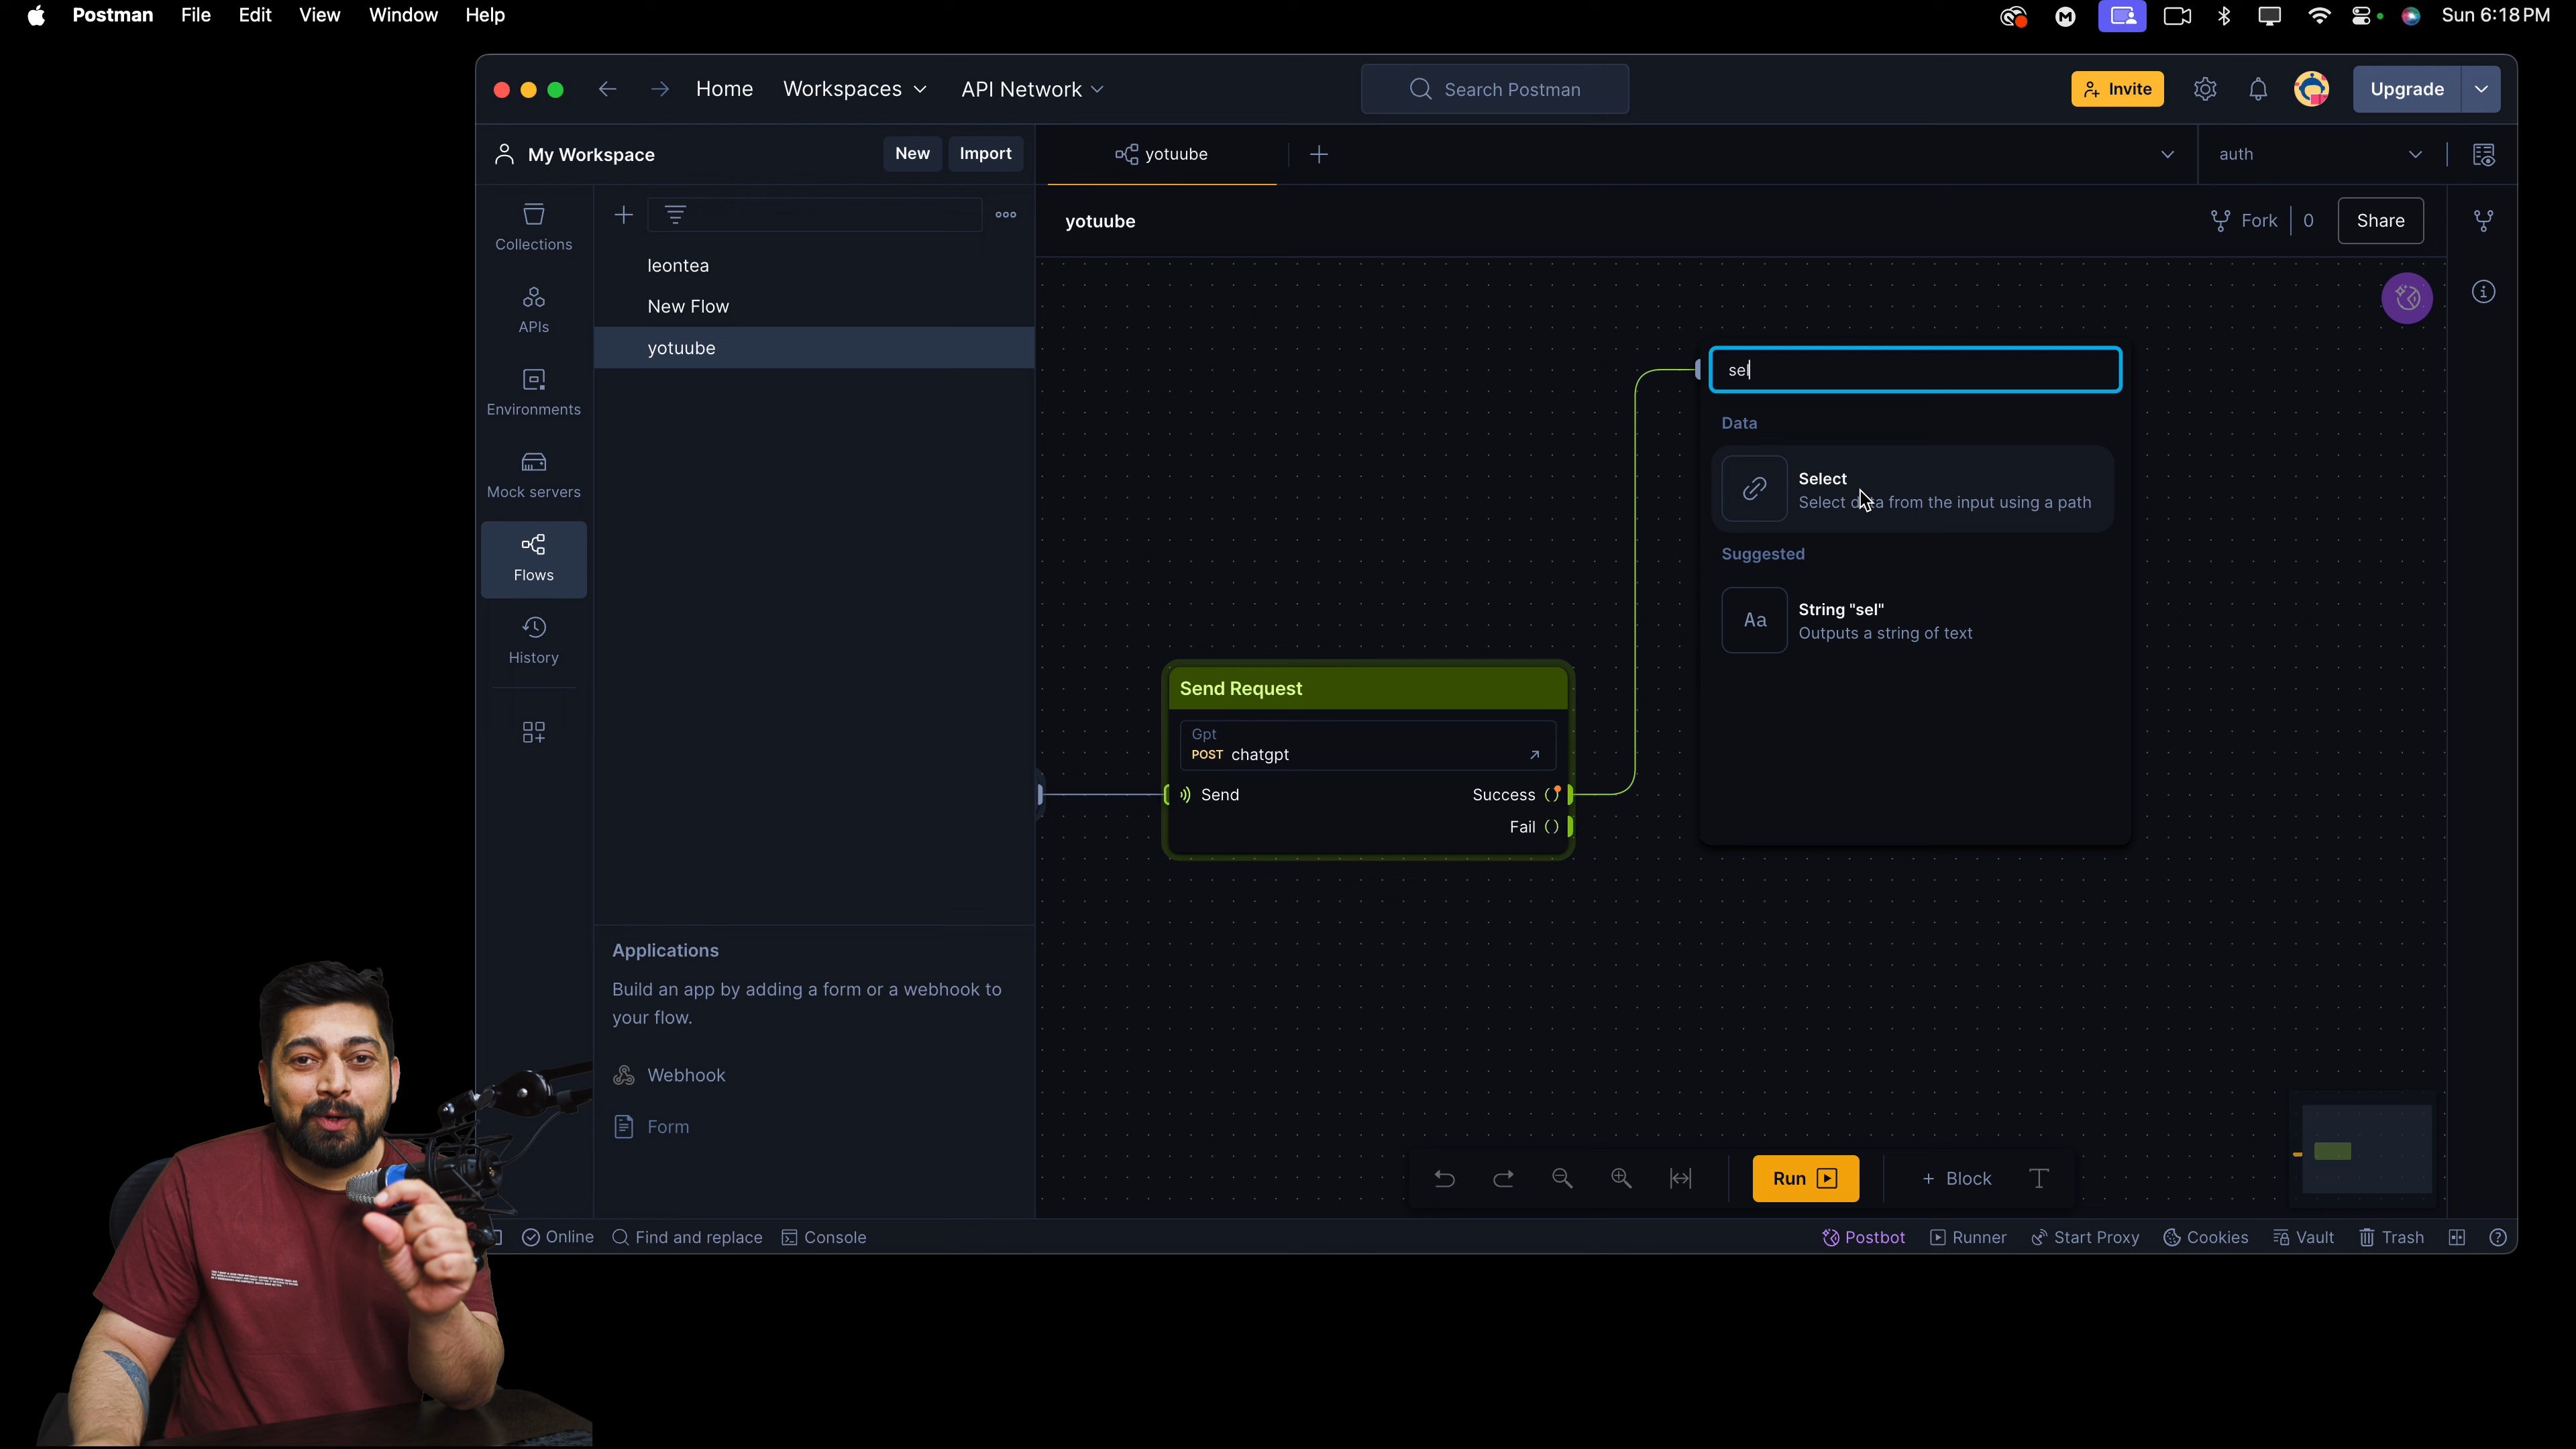 Postman File Edit View Window Help
Sun 6:18 PM
Home Workspaces API Network
Search Postman
Invite
Upgrade
My Workspace
New Import
yotuube
auth
Collections
APIs
Environments
Mock servers
Flows
History
leontea
New Flow
yotuube
yotuube
Fork 0 Share
sel
Data
Select
Select data from the input using a path
Suggested
Aa
String "sel"
Outputs a string of text
Send Request
Gpt
POST chatgpt
Send
Success
Fail
Applications
Build an app by adding a form or a webhook to
your flow.
Webhook
Form
Run
Block
Online Find and replace Console
Postbot Runner Start Proxy Cookies Vault Trash